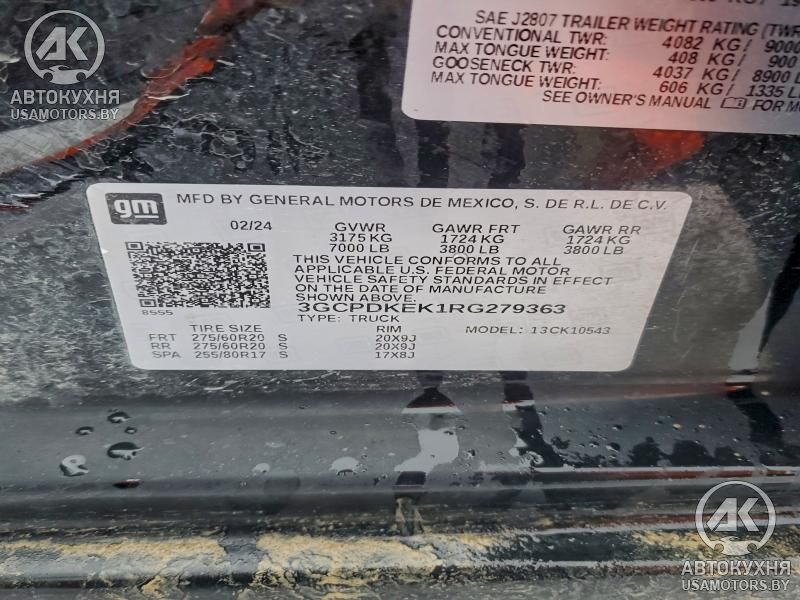 SAE J2807 TRAILER WEIGHT RATING (TWR
CONVENTIONAL TWR: 4082 KG/ 9000
MAX TONGUE WEIGHT: 408 KG/ 900
GOOSENECK TWR: 4037 KG/ 8900 L
MAX TONGUE WEIGHT: 606 KG/ 1335 L
SEE OWNER'S MANUAL FOR M
AK
АВТОКУХНЯ
USAMOTORS.BY
gm MFD BY GENERAL MOTORS DE MEXICO, S. DE R.L. DE C.V.
02/24 GVWR GAWR FRT GAWR RR
3175 KG 1724 KG 1724 KG
7000 LB 3800 LB 3800 LB
THIS VEHICLE CONFORMS TO ALL
APPLICABLE U.S. FEDERAL MOTOR
VEHICLE SAFETY STANDARDS IN EFFECT
ON THE DATE OF MANUFACTURE
SHOWN ABOVE.
8555 3GCPDKEK1RG279363
TYPE: TRUCK MODEL: 13CK10543
TIRE SIZE RIM
FRT 275/60R20 S 20X9J
RR 275/60R20 S 20X9J
SPA 255/80R17 S 17X8J
AK
АВТОКУХНЯ
USAMOTORS.BY